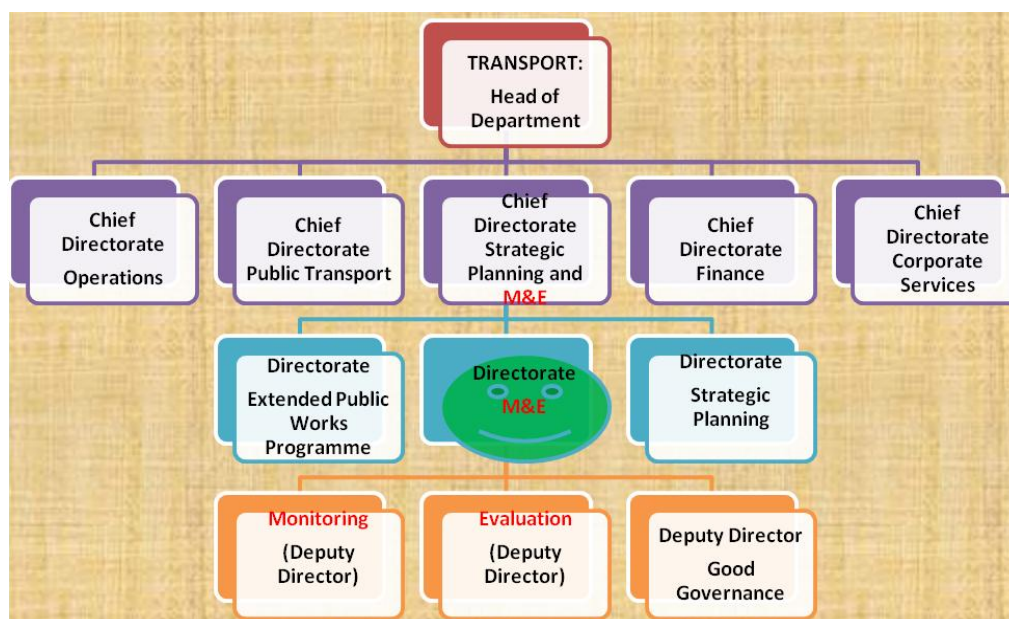 TRANSPORT:
Head of
Department
Chief
Directorate
Operations
Chief
Directorate
Public Transport
Chief
Directorate
Strategic
Planning and
M&E
Chief
Directorate
Finance
Chief
Directorate
Corporate
Services
Directorate
Extended Public
Works
Programme
Directorate
M&E
Directorate
Strategic
Planning
Monitoring
(Deputy
Director)
Evaluation
(Deputy
Director)
Deputy Director
Good
Governance